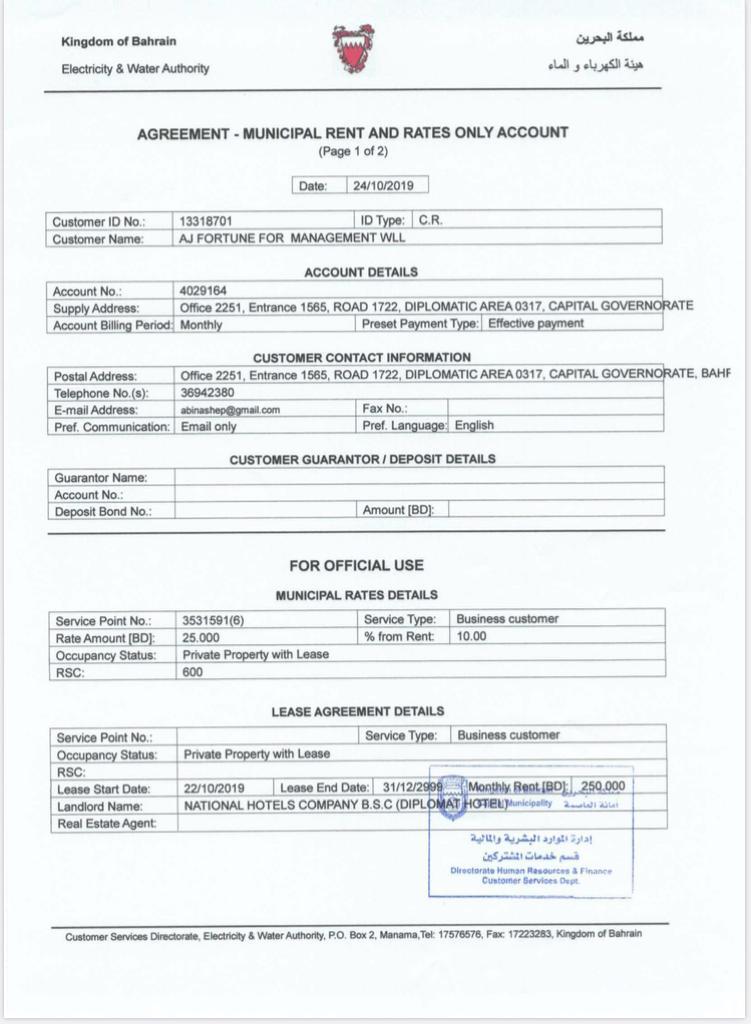 Kingdom of Bahrain
مملكة البحرين
Electricity & Water Authority
هيئة الكهرباء و الماء
AGREEMENT - MUNICIPAL RENT AND RATES ONLY ACCOUNT
(Page 1 of 2)
Date: 24/10/2019
Customer ID No.: 13318701 ID Type: C.R.
Customer Name: AJ FORTUNE FOR MANAGEMENT WLL
ACCOUNT DETAILS
Account No.: 4029164
Supply Address: Office 2251, Entrance 1565, ROAD 1722, DIPLOMATIC AREA 0317, CAPITAL GOVERNORATE
Account Billing Period: Monthly Preset Payment Type: Effective payment
CUSTOMER CONTACT INFORMATION
Postal Address: Office 2251, Entrance 1565, ROAD 1722, DIPLOMATIC AREA 0317, CAPITAL GOVERNORATE, BAHR
Telephone No.(s): 36942380
E-mail Address: abinashep@gmail.com Fax No.:
Pref. Communication: Email only Pref. Language: English
CUSTOMER GUARANTOR / DEPOSIT DETAILS
Guarantor Name:
Account No.:
Deposit Bond No.: Amount [BD]:
FOR OFFICIAL USE
MUNICIPAL RATES DETAILS
Service Point No.: 3531591(6) Service Type: Business customer
Rate Amount [BD]: 25.000 % from Rent: 10.00
Occupancy Status: Private Property with Lease
RSC: 600
LEASE AGREEMENT DETAILS
Service Point No.: Service Type: Business customer
Occupancy Status: Private Property with Lease
RSC:
Lease Start Date: 22/10/2019 Lease End Date: 31/12/2999 Monthly Rent [BD]: 250.000
Landlord Name: NATIONAL HOTELS COMPANY B.S.C (DIPLOMAT HOTEL)
Municipality أمانة العاصمة
Real Estate Agent:
إدارة الموارد البشرية والمالية
قسم خدمات المشتركين
Directorate Human Resources & Finance
Customer Services Dept.
Customer Services Directorate, Electricity & Water Authority, P.O. Box 2, Manama,Tel: 17576576, Fax: 17223283, Kingdom of Bahrain